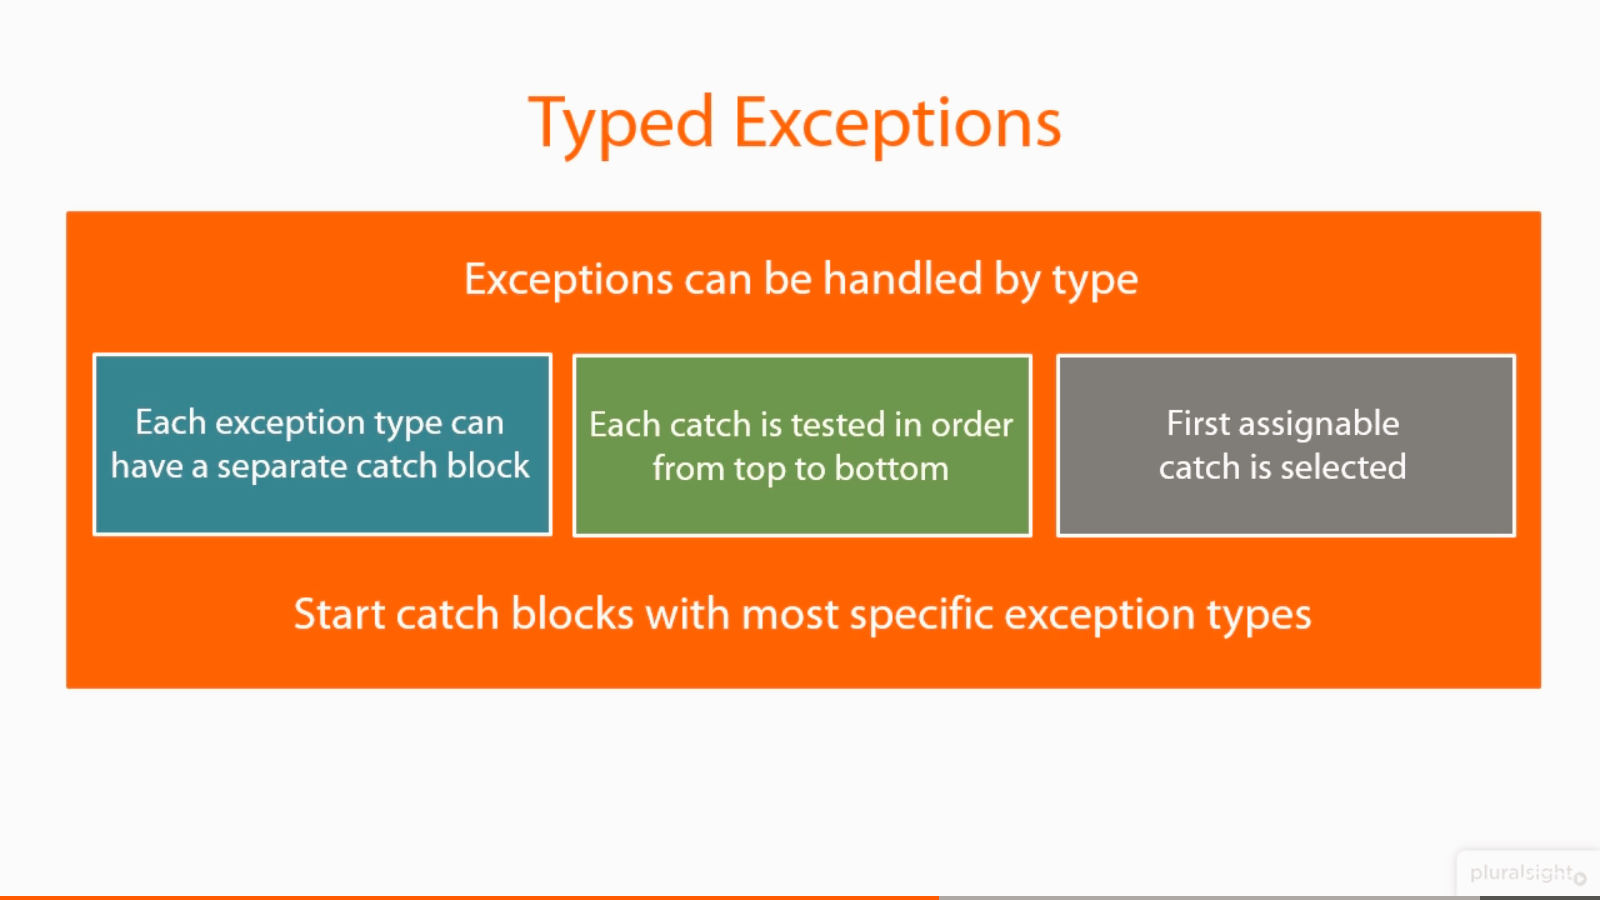 Typed Exceptions
Exceptions can be handled by type
Each exception type can
have a separate catch block
Each catch is tested in order
from top to bottom
First assignable
catch is selected
Start catch blocks with most specific exception types
pluralsight